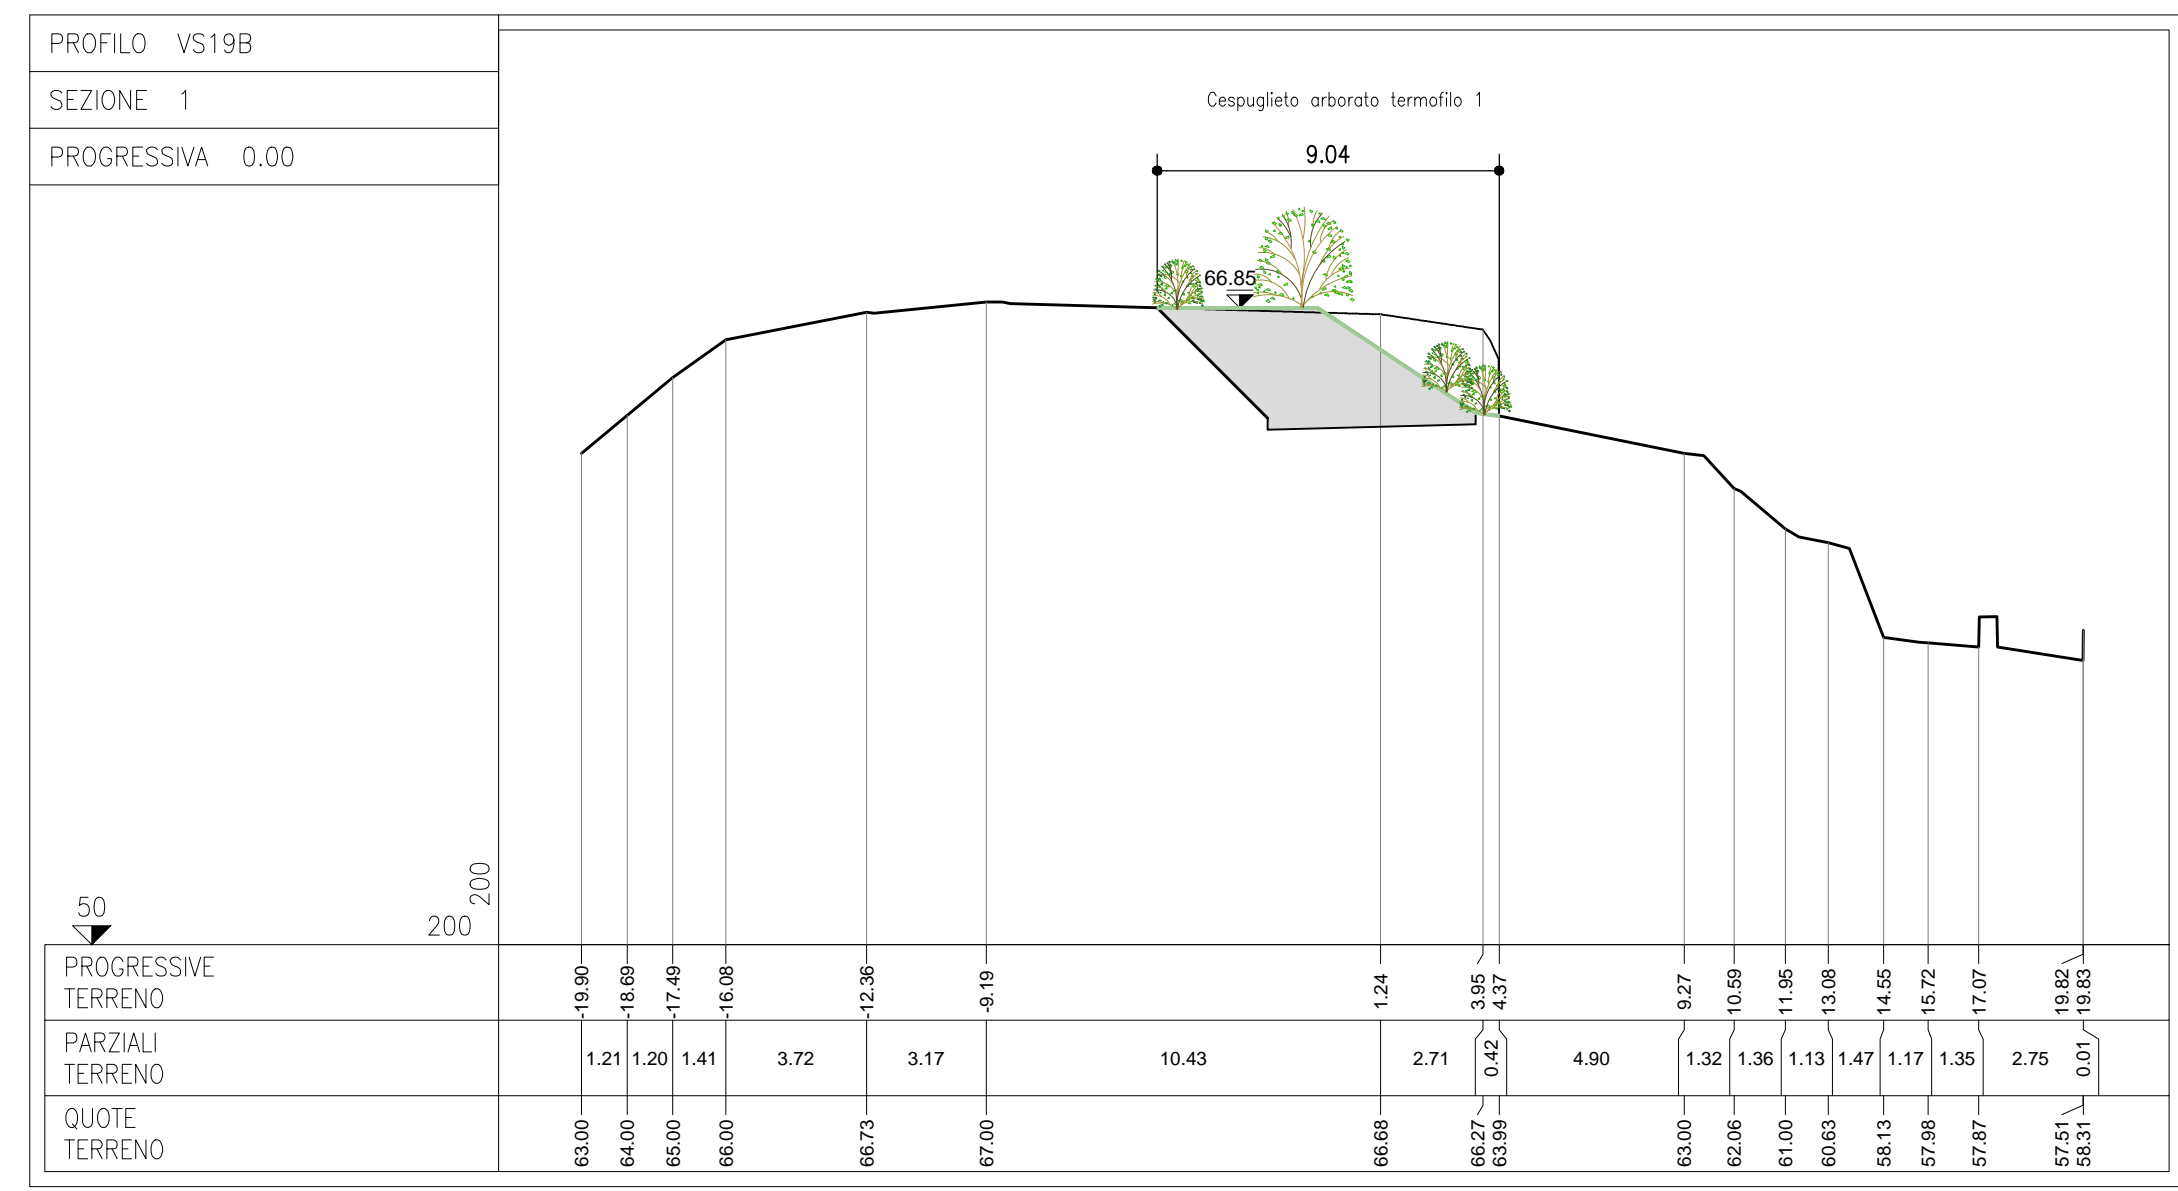 PROFILO VS19B
SEZIONE 1
PROGRESSIVA 0.00
Cespuglieto arborato termofilo 1
9.04
66.85
50
200
200
PROGRESSIVE
TERRENO
-19.90 -18.69 -17.49 -16.08 -12.36 -9.19 1.24 3.95 4.37 9.27 10.59 11.95 13.08 14.55 15.72 17.07 19.82 19.83
PARZIALI
TERRENO
1.21 1.20 1.41 3.72 3.17 10.43 2.71 0.42 4.90 1.32 1.36 1.13 1.47 1.17 1.35 2.75 0.01
QUOTE
TERRENO
63.00 64.00 65.00 66.00 66.73 67.00 66.68 66.27 63.99 63.00 62.06 61.00 60.63 58.13 57.98 57.87 57.51 58.31